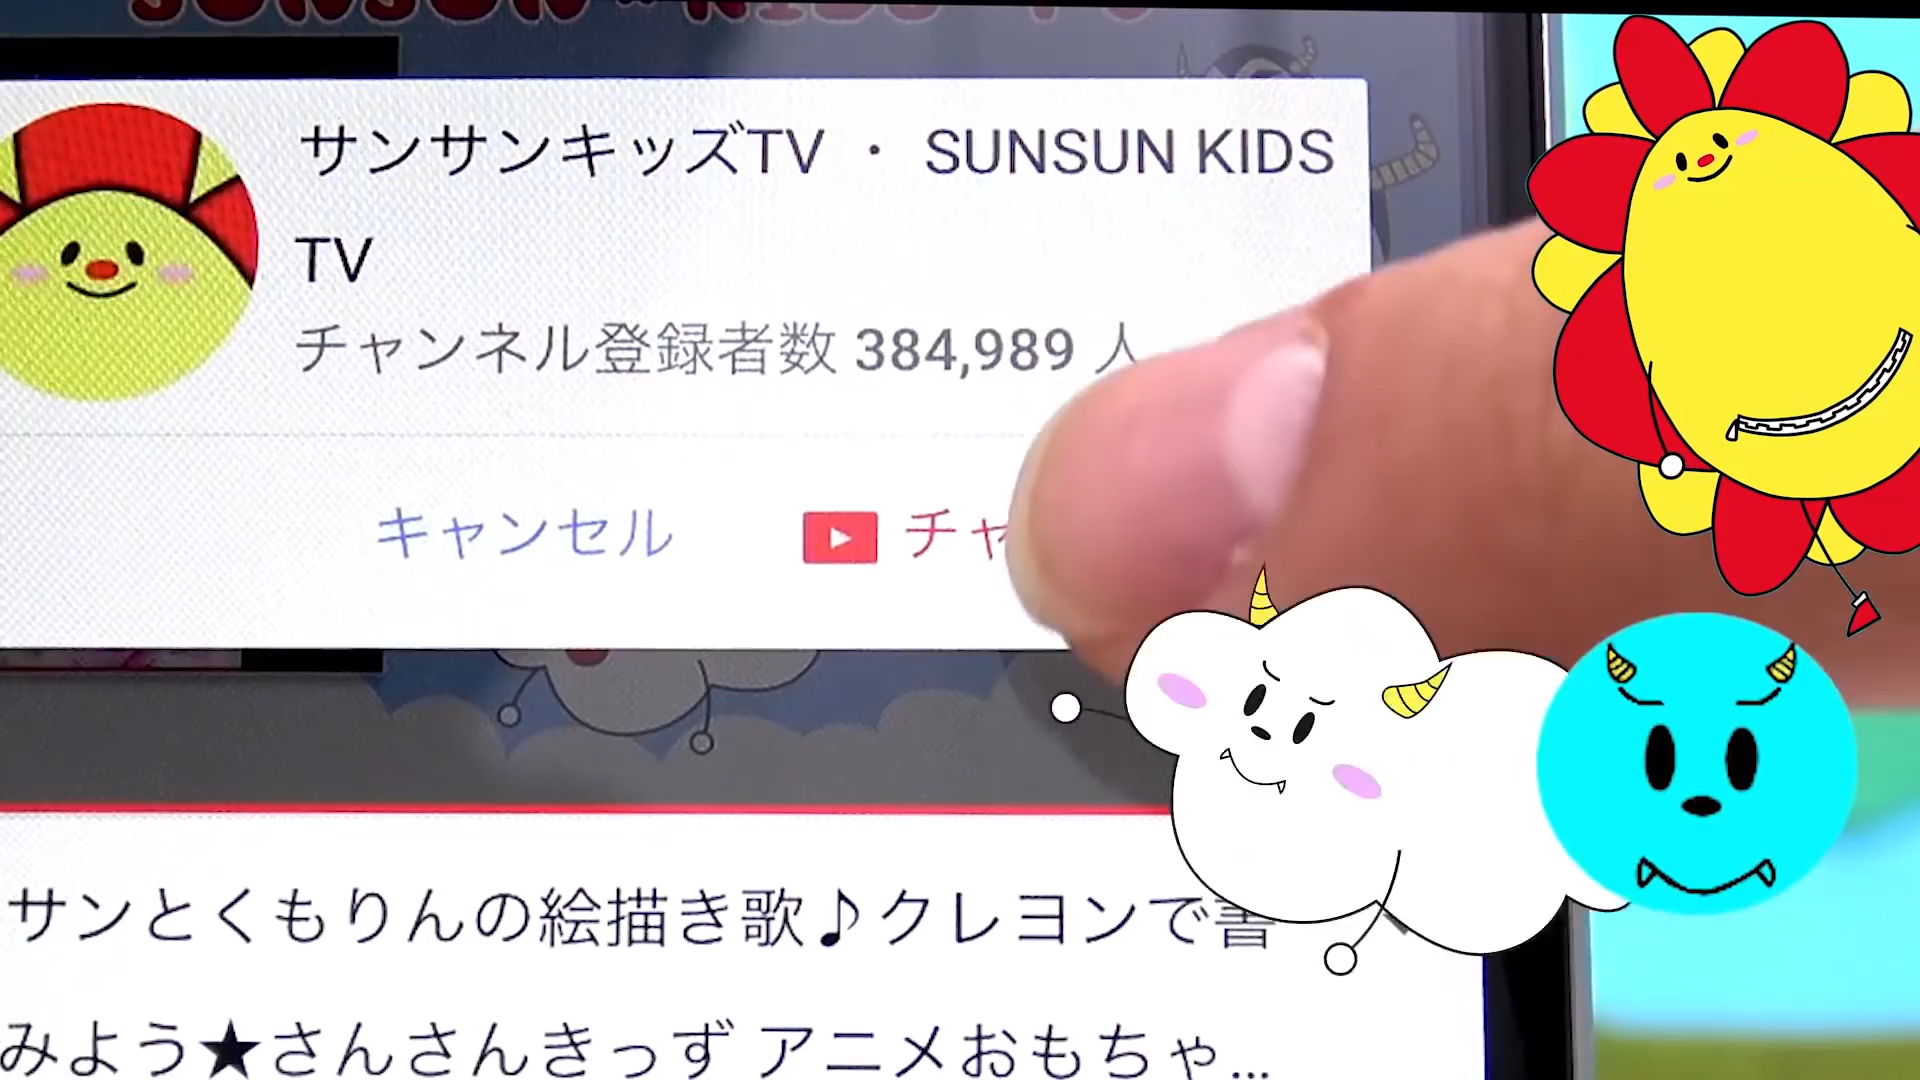 サンサンキッズTV ・ SUNSUN KIDS
TV
チャンネル登録者数 384,989 人
キャンセル
チャ
サンとくもりんの絵描き歌♪クレヨンで書
みよう★さんさんきっず アニメおもちゃ...